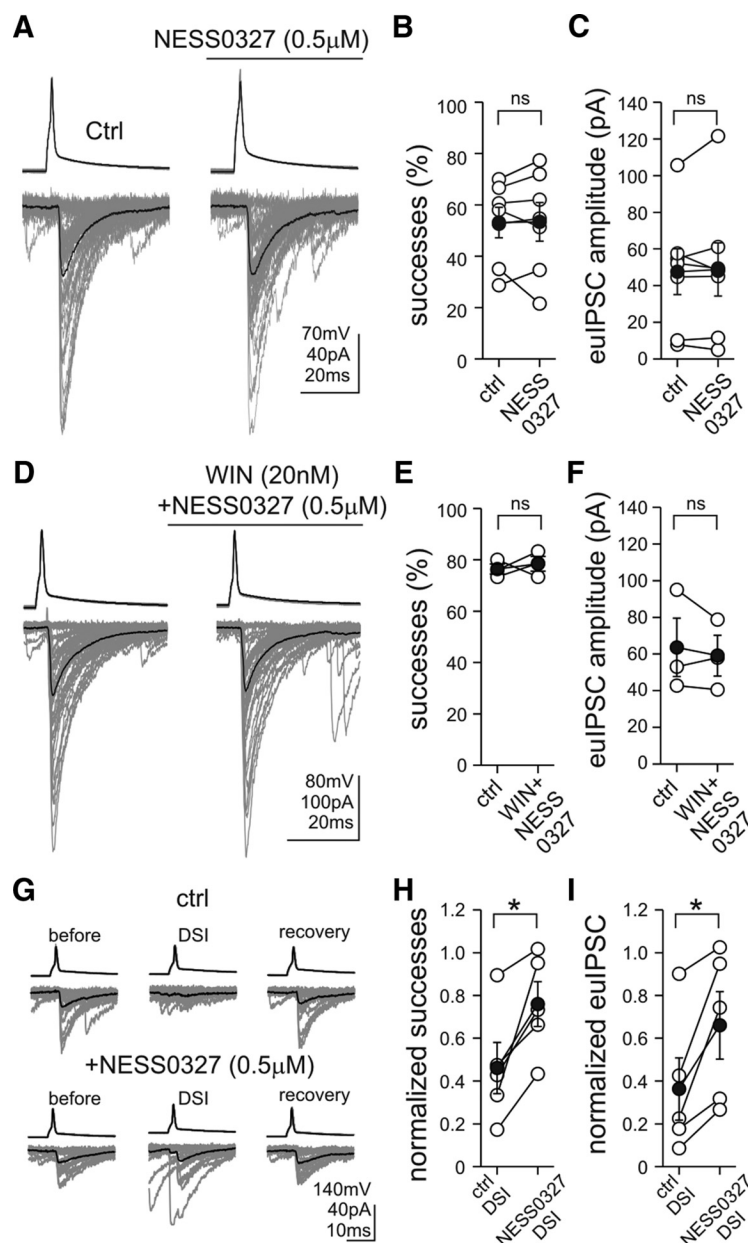 A
NESS0327 (0.5μM)
Ctrl
70mV
40pA
20ms
B
ns
100
80
60
40
20
0
successes (%)
ctrl
NESS
0327
C
ns
140
120
100
80
60
40
20
0
euIPSC amplitude (pA)
ctrl
NESS
0327
D
WIN (20nM)
+NESS0327 (0.5μM)
80mV
100pA
20ms
E
ns
100
80
60
40
20
0
successes (%)
ctrl
WIN+
NESS
0327
F
ns
140
120
100
80
60
40
20
0
euIPSC amplitude (pA)
ctrl
WIN+
NESS
0327
G
ctrl
before
DSI
recovery
+NESS0327 (0.5μM)
before
DSI
recovery
140mV
40pA
10ms
H
*
1.2
1.0
0.8
0.6
0.4
0.2
0
normalized successes
ctrl
DSI
NESS0327
DSI
I
*
1.2
1.0
0.8
0.6
0.4
0.2
0
normalized euIPSC
ctrl
DSI
NESS0327
DSI